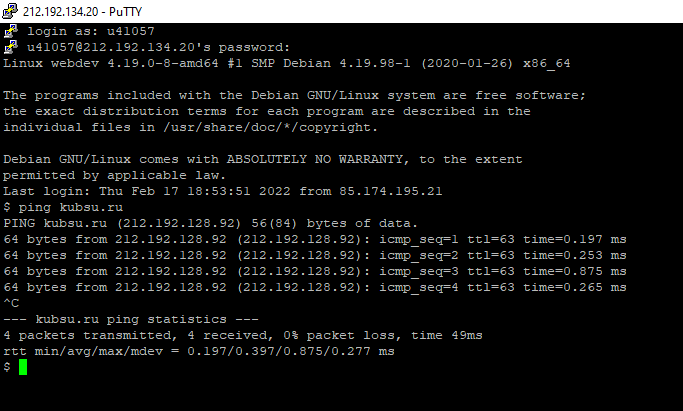 212.192.134.20 - PuTTY
login as: u41057
u41057@212.192.134.20's password:
Linux webdev 4.19.0-8-amd64 #1 SMP Debian 4.19.98-1 (2020-01-26) x86_64
The programs included with the Debian GNU/Linux system are free software;
the exact distribution terms for each program are described in the
individual files in /usr/share/doc/*/copyright.
Debian GNU/Linux comes with ABSOLUTELY NO WARRANTY, to the extent
permitted by applicable law.
Last login: Thu Feb 17 18:53:51 2022 from 85.174.195.21
$ ping kubsu.ru
PING kubsu.ru (212.192.128.92) 56(84) bytes of data.
64 bytes from 212.192.128.92 (212.192.128.92): icmp_seq=1 ttl=63 time=0.197 ms
64 bytes from 212.192.128.92 (212.192.128.92): icmp_seq=2 ttl=63 time=0.253 ms
64 bytes from 212.192.128.92 (212.192.128.92): icmp_seq=3 ttl=63 time=0.875 ms
64 bytes from 212.192.128.92 (212.192.128.92): icmp_seq=4 ttl=63 time=0.265 ms
^C
--- kubsu.ru ping statistics ---
4 packets transmitted, 4 received, 0% packet loss, time 49ms
rtt min/avg/max/mdev = 0.197/0.397/0.875/0.277 ms
$